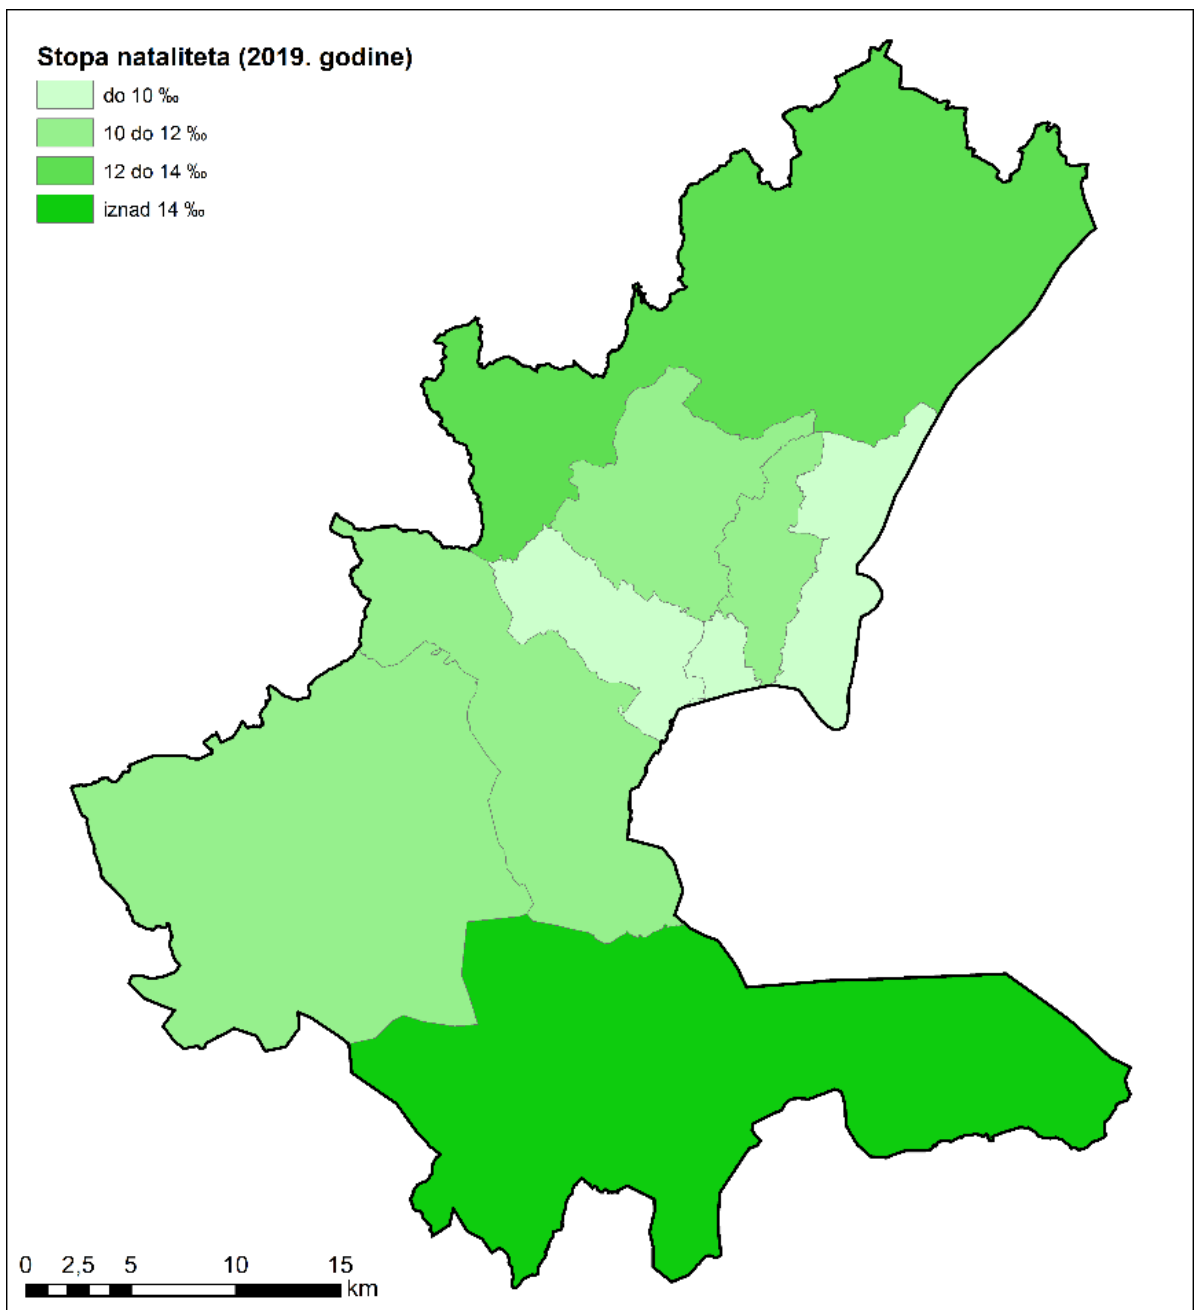 Stopa nataliteta (2019. godine)
do 10 ‰
10 do 12 ‰
12 do 14 ‰
iznad 14 ‰
0 2,5 5 10 15
km